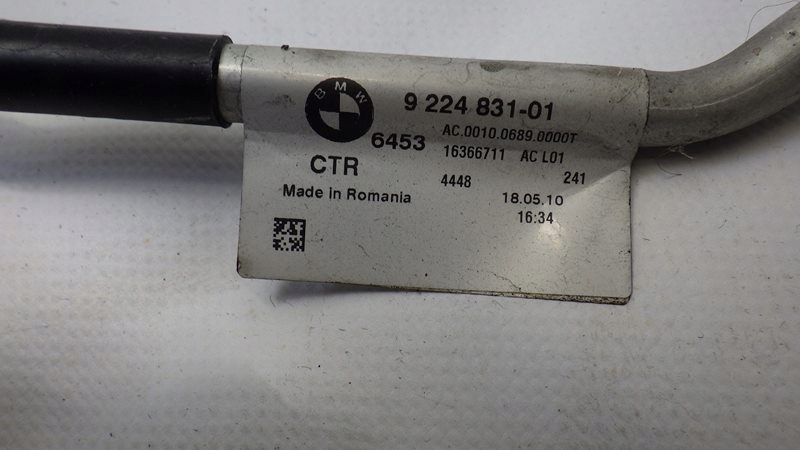 BMW
9 224 831-01
6453
AC.0010.0689.0000T
16366711 AC L01
CTR
4448 241
Made in Romania
18.05.10
16:34